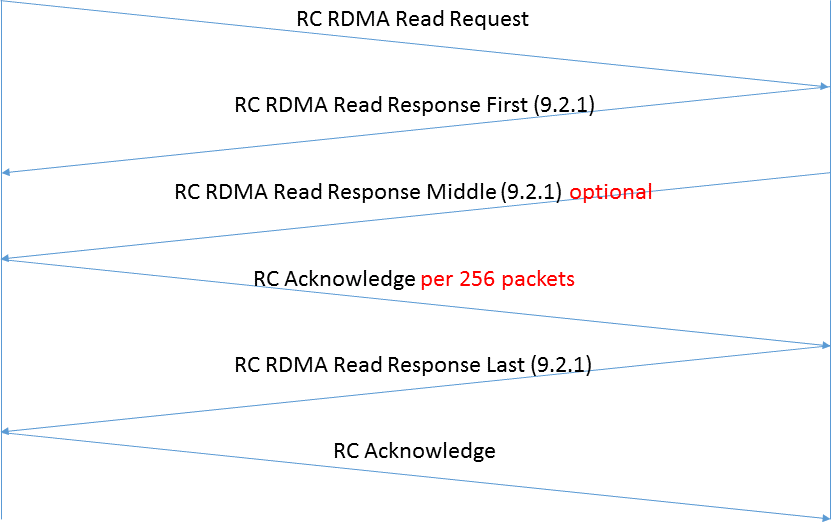 RC RDMA Read Request
RC RDMA Read Response First (9.2.1)
RC RDMA Read Response Middle (9.2.1) optional
RC Acknowledge per 256 packets
RC RDMA Read Response Last (9.2.1)
RC Acknowledge